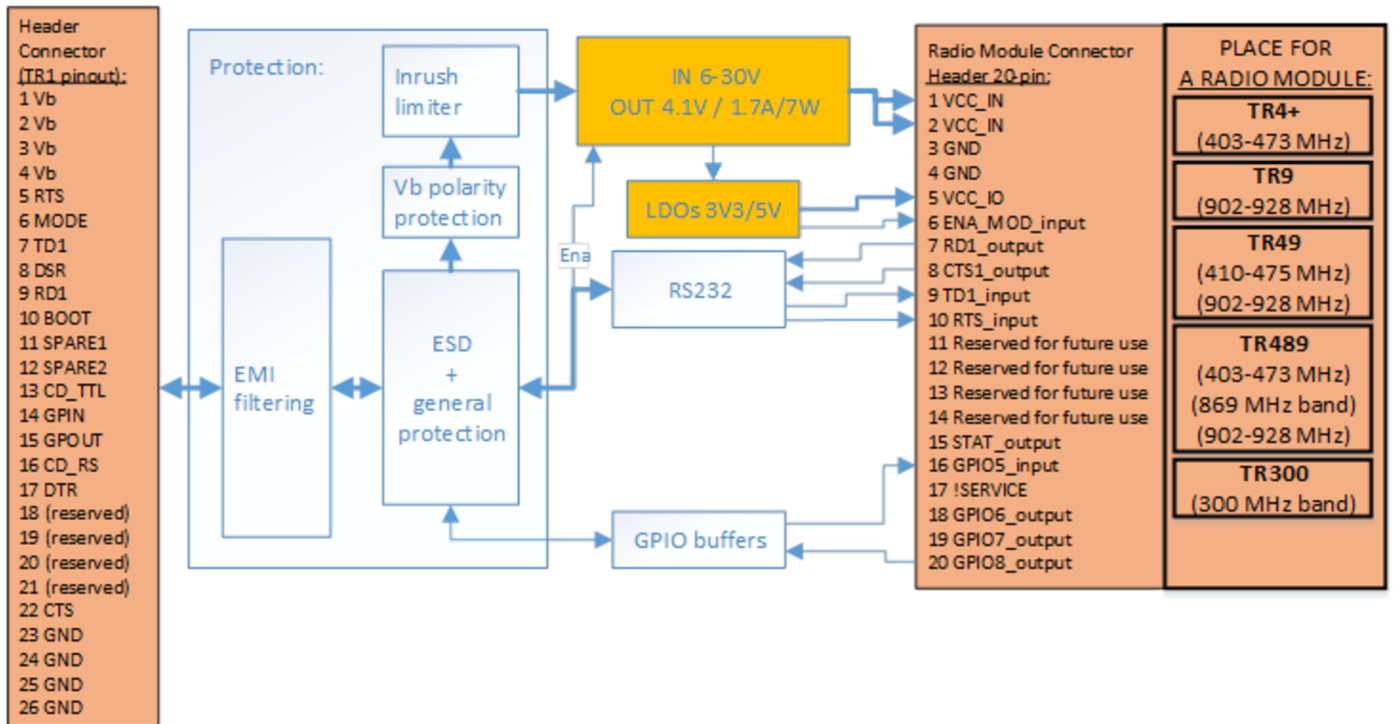 Header
Connector
(TR1 pinout):
1 Vb
2 Vb
3 Vb
4 Vb
5 RTS
6 MODE
7 TD1
8 DSR
9 RD1
10 BOOT
11 SPARE1
12 SPARE2
13 CD_TTL
14 GPIN
15 GPOUT
16 CD_RS
17 DTR
18 (reserved)
19 (reserved)
20 (reserved)
21 (reserved)
22 CTS
23 GND
24 GND
25 GND
26 GND
Protection:
EMI
filtering
Inrush
limiter
Vb polarity
protection
ESD
+
general
protection
IN 6-30V
OUT 4.1V / 1.7A/7W
LDOs 3V3/5V
Ena
RS232
GPIO buffers
Radio Module Connector
Header 20-pin:
1 VCC_IN
2 VCC_IN
3 GND
4 GND
5 VCC_IO
6 ENA_MOD_input
7 RD1_output
8 CTS1_output
9 TD1_input
10 RTS_input
11 Reserved for future use
12 Reserved for future use
13 Reserved for future use
14 Reserved for future use
15 STAT_output
16 GPIO5_input
17 !SERVICE
18 GPIO6_output
19 GPIO7_output
20 GPIO8_output
PLACE FOR
A RADIO MODULE:
TR4+
(403-473 MHz)
TR9
(902-928 MHz)
TR49
(410-475 MHz)
(902-928 MHz)
TR489
(403-473 MHz)
(869 MHz band)
(902-928 MHz)
TR300
(300 MHz band)